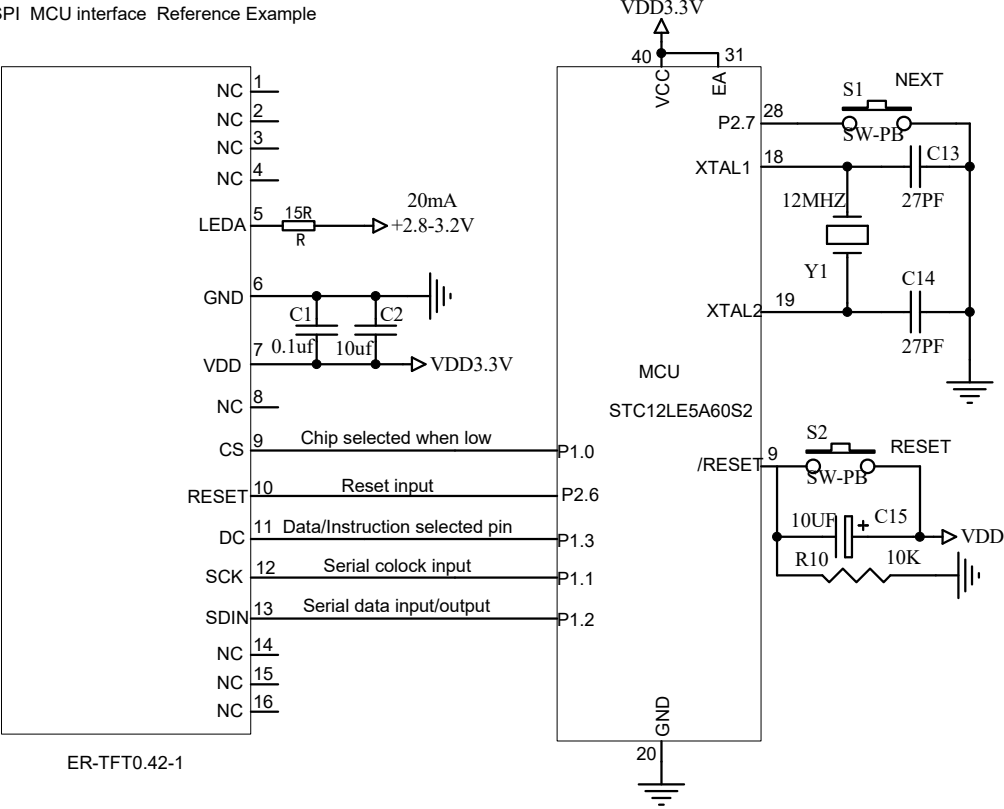 SPI MCU interface Reference Example
VDD3.3V
40
31
VCC
EA
NC 1
NC 2
NC 3
NC 4
LEDA 5
15R
R
20mA
+2.8-3.2V
GND 6
C1
C2
0.1uf
10uf
VDD 7
VDD3.3V
NC 8
CS 9 Chip selected when low P1.0
RESET 10 Reset input P2.6
DC 11 Data/Instruction selected pin P1.3
SCK 12 Serial colock input P1.1
SDIN 13 Serial data input/output P1.2
NC 14
NC 15
NC 16
ER-TFT0.42-1
MCU
STC12LE5A60S2
P2.7 28
S1
NEXT
SW-PB
XTAL1 18
C13
12MHZ
27PF
Y1
C14
XTAL2 19
27PF
/RESET 9
S2
RESET
SW-PB
10UF
+
C15
VDD
R10
10K
GND
20